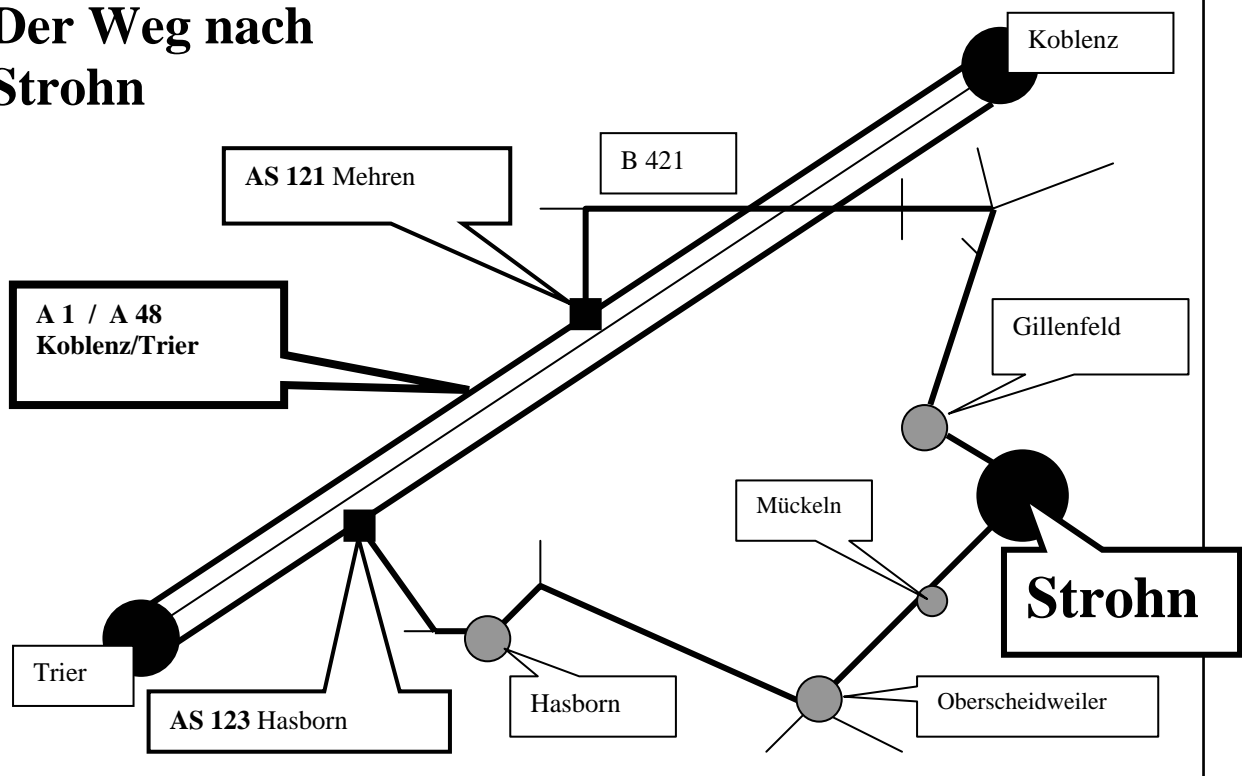 Der Weg nach
Strohn
Koblenz
B 421
AS 121 Mehren
A 1 / A 48
Koblenz/Trier
Gillenfeld
Mückeln
Strohn
Trier
Hasborn
Oberscheidweiler
AS 123 Hasborn